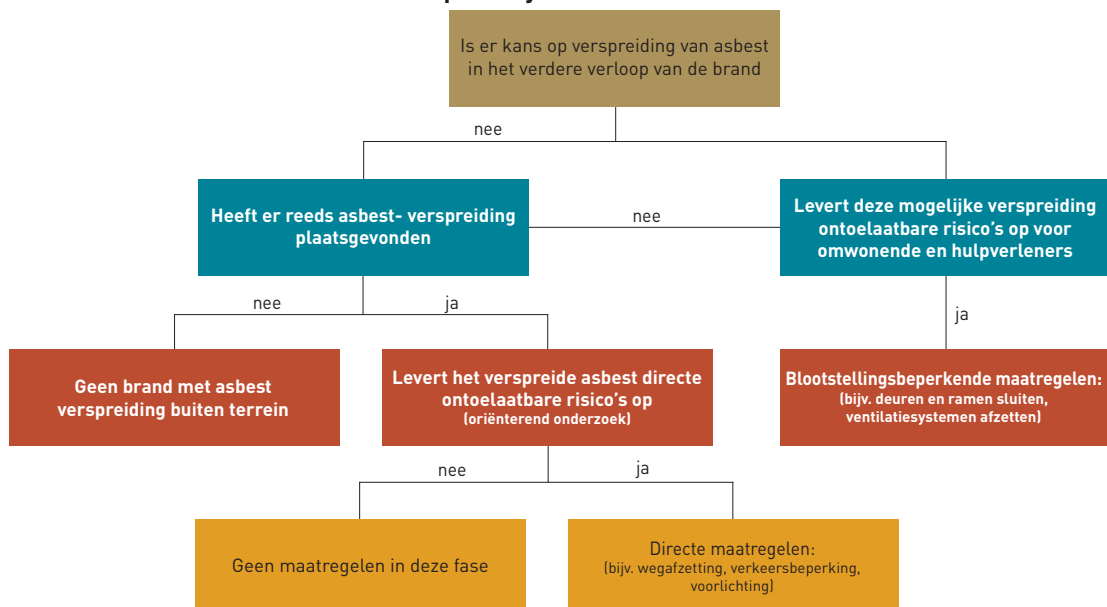 Is er kans op verspreiding van asbest
in het verdere verloop van de brand
nee
Heeft er reeds asbest- verspreiding
plaatsgevonden
nee
Levert deze mogelijke verspreiding
ontoelaatbare risico's op voor
omwonende en hulpverleners
nee
ja
ja
Geen brand met asbest
verspreiding buiten terrein
Levert het verspreide asbest directe
ontoelaatbare risico's op
(oriënterend onderzoek)
Blootstellingsbeperkende maatregelen:
(bijv. deuren en ramen sluiten,
ventilatiesystemen afzetten)
nee
ja
Geen maatregelen in deze fase
Directe maatregelen:
(bijv. wegafzetting, verkeersbeperking,
voorlichting)